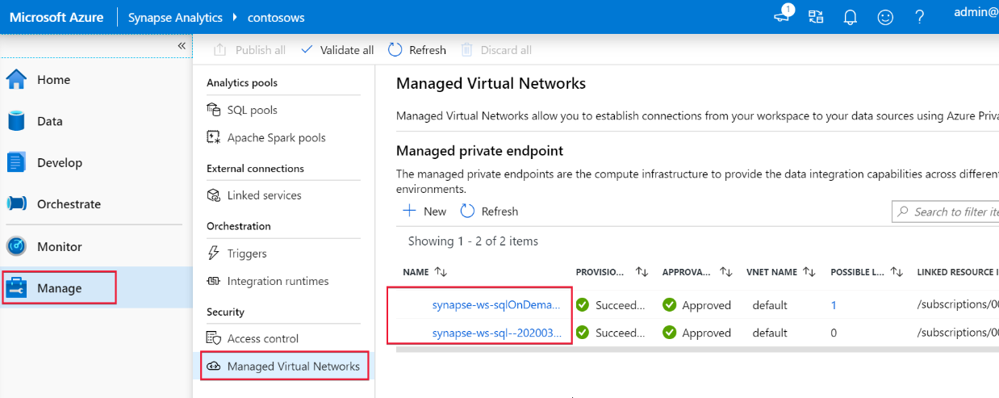 Microsoft Azure
Synapse Analytics
contosows
1
admin@
«
Publish all
Validate all
Refresh
Discard all
Home
Data
Develop
Orchestrate
Monitor
Manage
Analytics pools
SQL pools
Apache Spark pools
External connections
Linked services
Orchestration
Triggers
Integration runtimes
Security
Access control
Managed Virtual Networks
Managed Virtual Networks
Managed Virtual Networks allow you to establish connections from your workspace to your data sources using Azure Priva
Managed private endpoint
The managed private endpoints are the compute infrastructure to provide the data integration capabilities across different
environments.
New
Refresh
Search to filter ite
Showing 1 - 2 of 2 items
NAME PROVISIO... APPROVA... VNET NAME POSSIBLE L... LINKED RESOURCE I
synapse-ws-sqlOnDema... Succeed... Approved default 1 /subscriptions/00
synapse-ws-sql--202003... Succeed... Approved default 0 /subscriptions/00